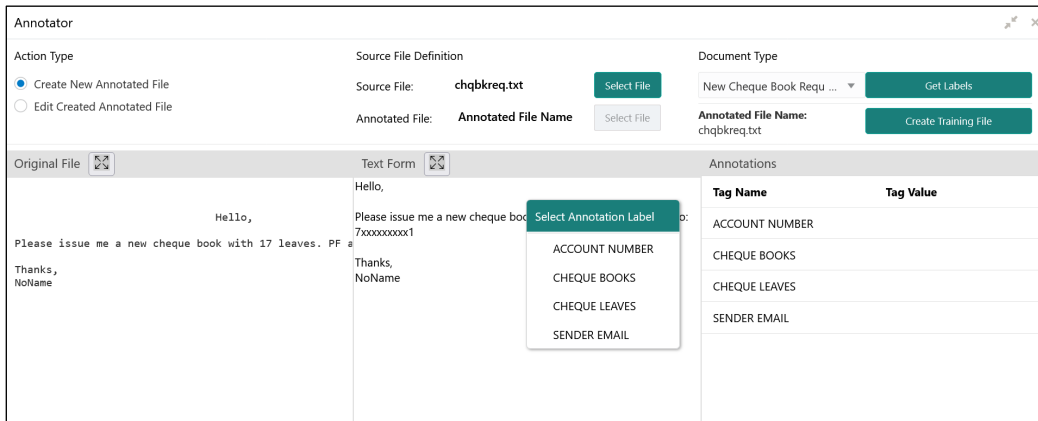 Annotator
Action Type
Create New Annotated File
Edit Created Annotated File
Source File Definition
Source File: chqbkreq.txt Select File
Annotated File: Annotated File Name Select File
Document Type
New Cheque Book Requ ... Get Labels
Annotated File Name:
chqbkreq.txt
Create Training File
Original File
Hello,
Please issue me a new cheque book with 17 leaves. PF a
Thanks,
NoName
Text Form
Hello,
Please issue me a new cheque boo
o:
7xxxxxxxxx1
Thanks,
NoName
Select Annotation Label
ACCOUNT NUMBER
CHEQUE BOOKS
CHEQUE LEAVES
SENDER EMAIL
Annotations
Tag Name Tag Value
ACCOUNT NUMBER
CHEQUE BOOKS
CHEQUE LEAVES
SENDER EMAIL